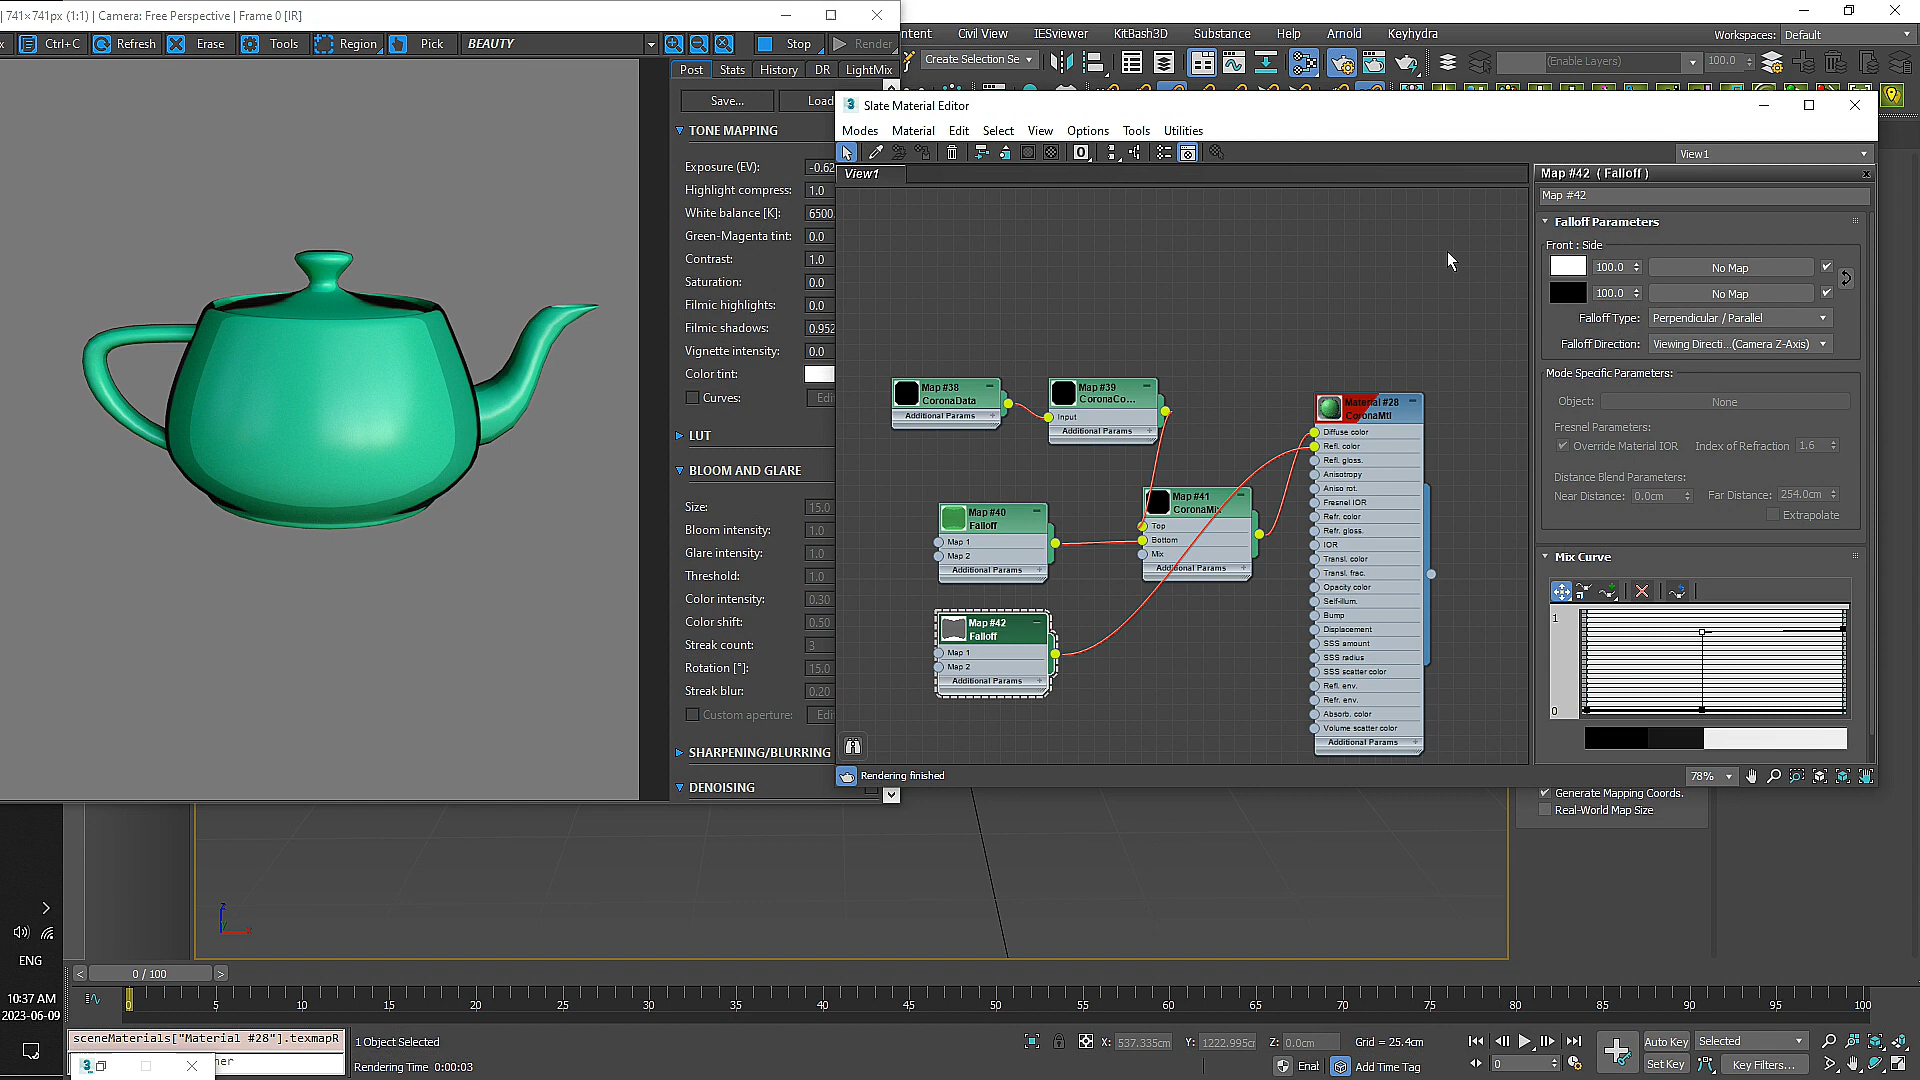 | 741×741px (1:1) | Camera: Free Perspective | Frame 0 [IR]
Ctrl+C Refresh Erase Tools Region Pick BEAUTY Stop Render
Post Stats History DR LightMix
Save... Load
TONE MAPPING
Exposure (EV): -0.62
Highlight compress: 1.0
White balance [K]: 6500.
Green-Magenta tint: 0.0
Contrast: 1.0
Saturation: 0.0
Filmic highlights: 0.0
Filmic shadows: 0.952
Vignette intensity: 0.0
Color tint:
Curves: Edi
LUT
BLOOM AND GLARE
Size: 15.0
Bloom intensity: 1.0
Glare intensity: 1.0
Threshold: 1.0
Color intensity: 0.30
Color shift: 0.50
Streak count: 3
Rotation [°]: 15.0
Streak blur: 0.20
Custom aperture: Edi
SHARPENING/BLURRING
DENOISING
ntent Civil View IESviewer KitBash3D Substance Help Arnold Keyhydra
Workspaces: Default
Create Selection Se
(Enable Layers) 100.0
3 Slate Material Editor
Modes Material Edit Select View Options Tools Utilities
View1
View1
Map #38
CoronaData
Additional Params +
Map #39
CoronaCo...
Input
Additional Params +
Map #40
Falloff
Map 1
Map 2
Additional Params +
Map #41
CoronaMix
Top
Bottom
Mix
Additional Params +
Map #42
Falloff
Map 1
Map 2
Additional Params +
Material #28
CoronaMtl
Diffuse color
Refl. color
Refl. gloss.
Anisotropy
Aniso rot.
Fresnel IOR
Refr. color
Refr. gloss.
IOR
Transl. color
Transl. frac.
Opacity color
Self-illum.
Bump
Displacement
SSS amount
SSS radius
SSS scatter color
Refl. env.
Refr. env.
Absorb. color
Volume scatter color
Additional Params +
Rendering finished
78%
Map #42 ( Falloff )
Map #42
Falloff Parameters
Front : Side
100.0 No Map
100.0 No Map
Falloff Type: Perpendicular / Parallel
Falloff Direction: Viewing Directi...(Camera Z-Axis)
Mode Specific Parameters:
Object: None
Fresnel Parameters:
Override Material IOR Index of Refraction 1.6
Distance Blend Parameters:
Near Distance: 0.0cm Far Distance: 254.0cm
Extrapolate
Mix Curve
1
0
Generate Mapping Coords.
Real-World Map Size
z
x
ENG
10:37 AM
2023-06-09
< 0 / 100 >
0 5 10 15 20 25 30 35 40 45 50 55 60 65 70 75 80 85 90 95 100
sceneMaterials["Material #28"].texmapR
ner
1 Object Selected
Rendering Time 0:00:03
X: 537.335cm Y: 1222.995cm Z: 0.0cm Grid = 25.4cm
Enat Add Time Tag
0
Auto Key Selected
Set Key Key Filters...